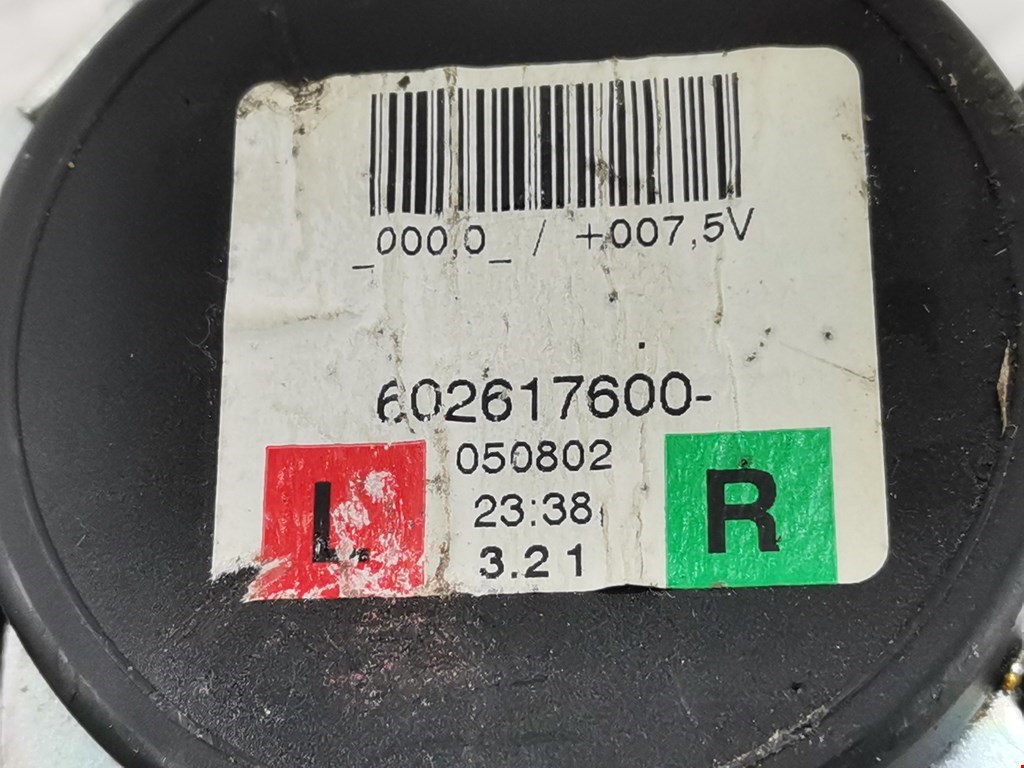 _000,0_ / +007,5V
602617600-
050802
L
R
23:38
3.21